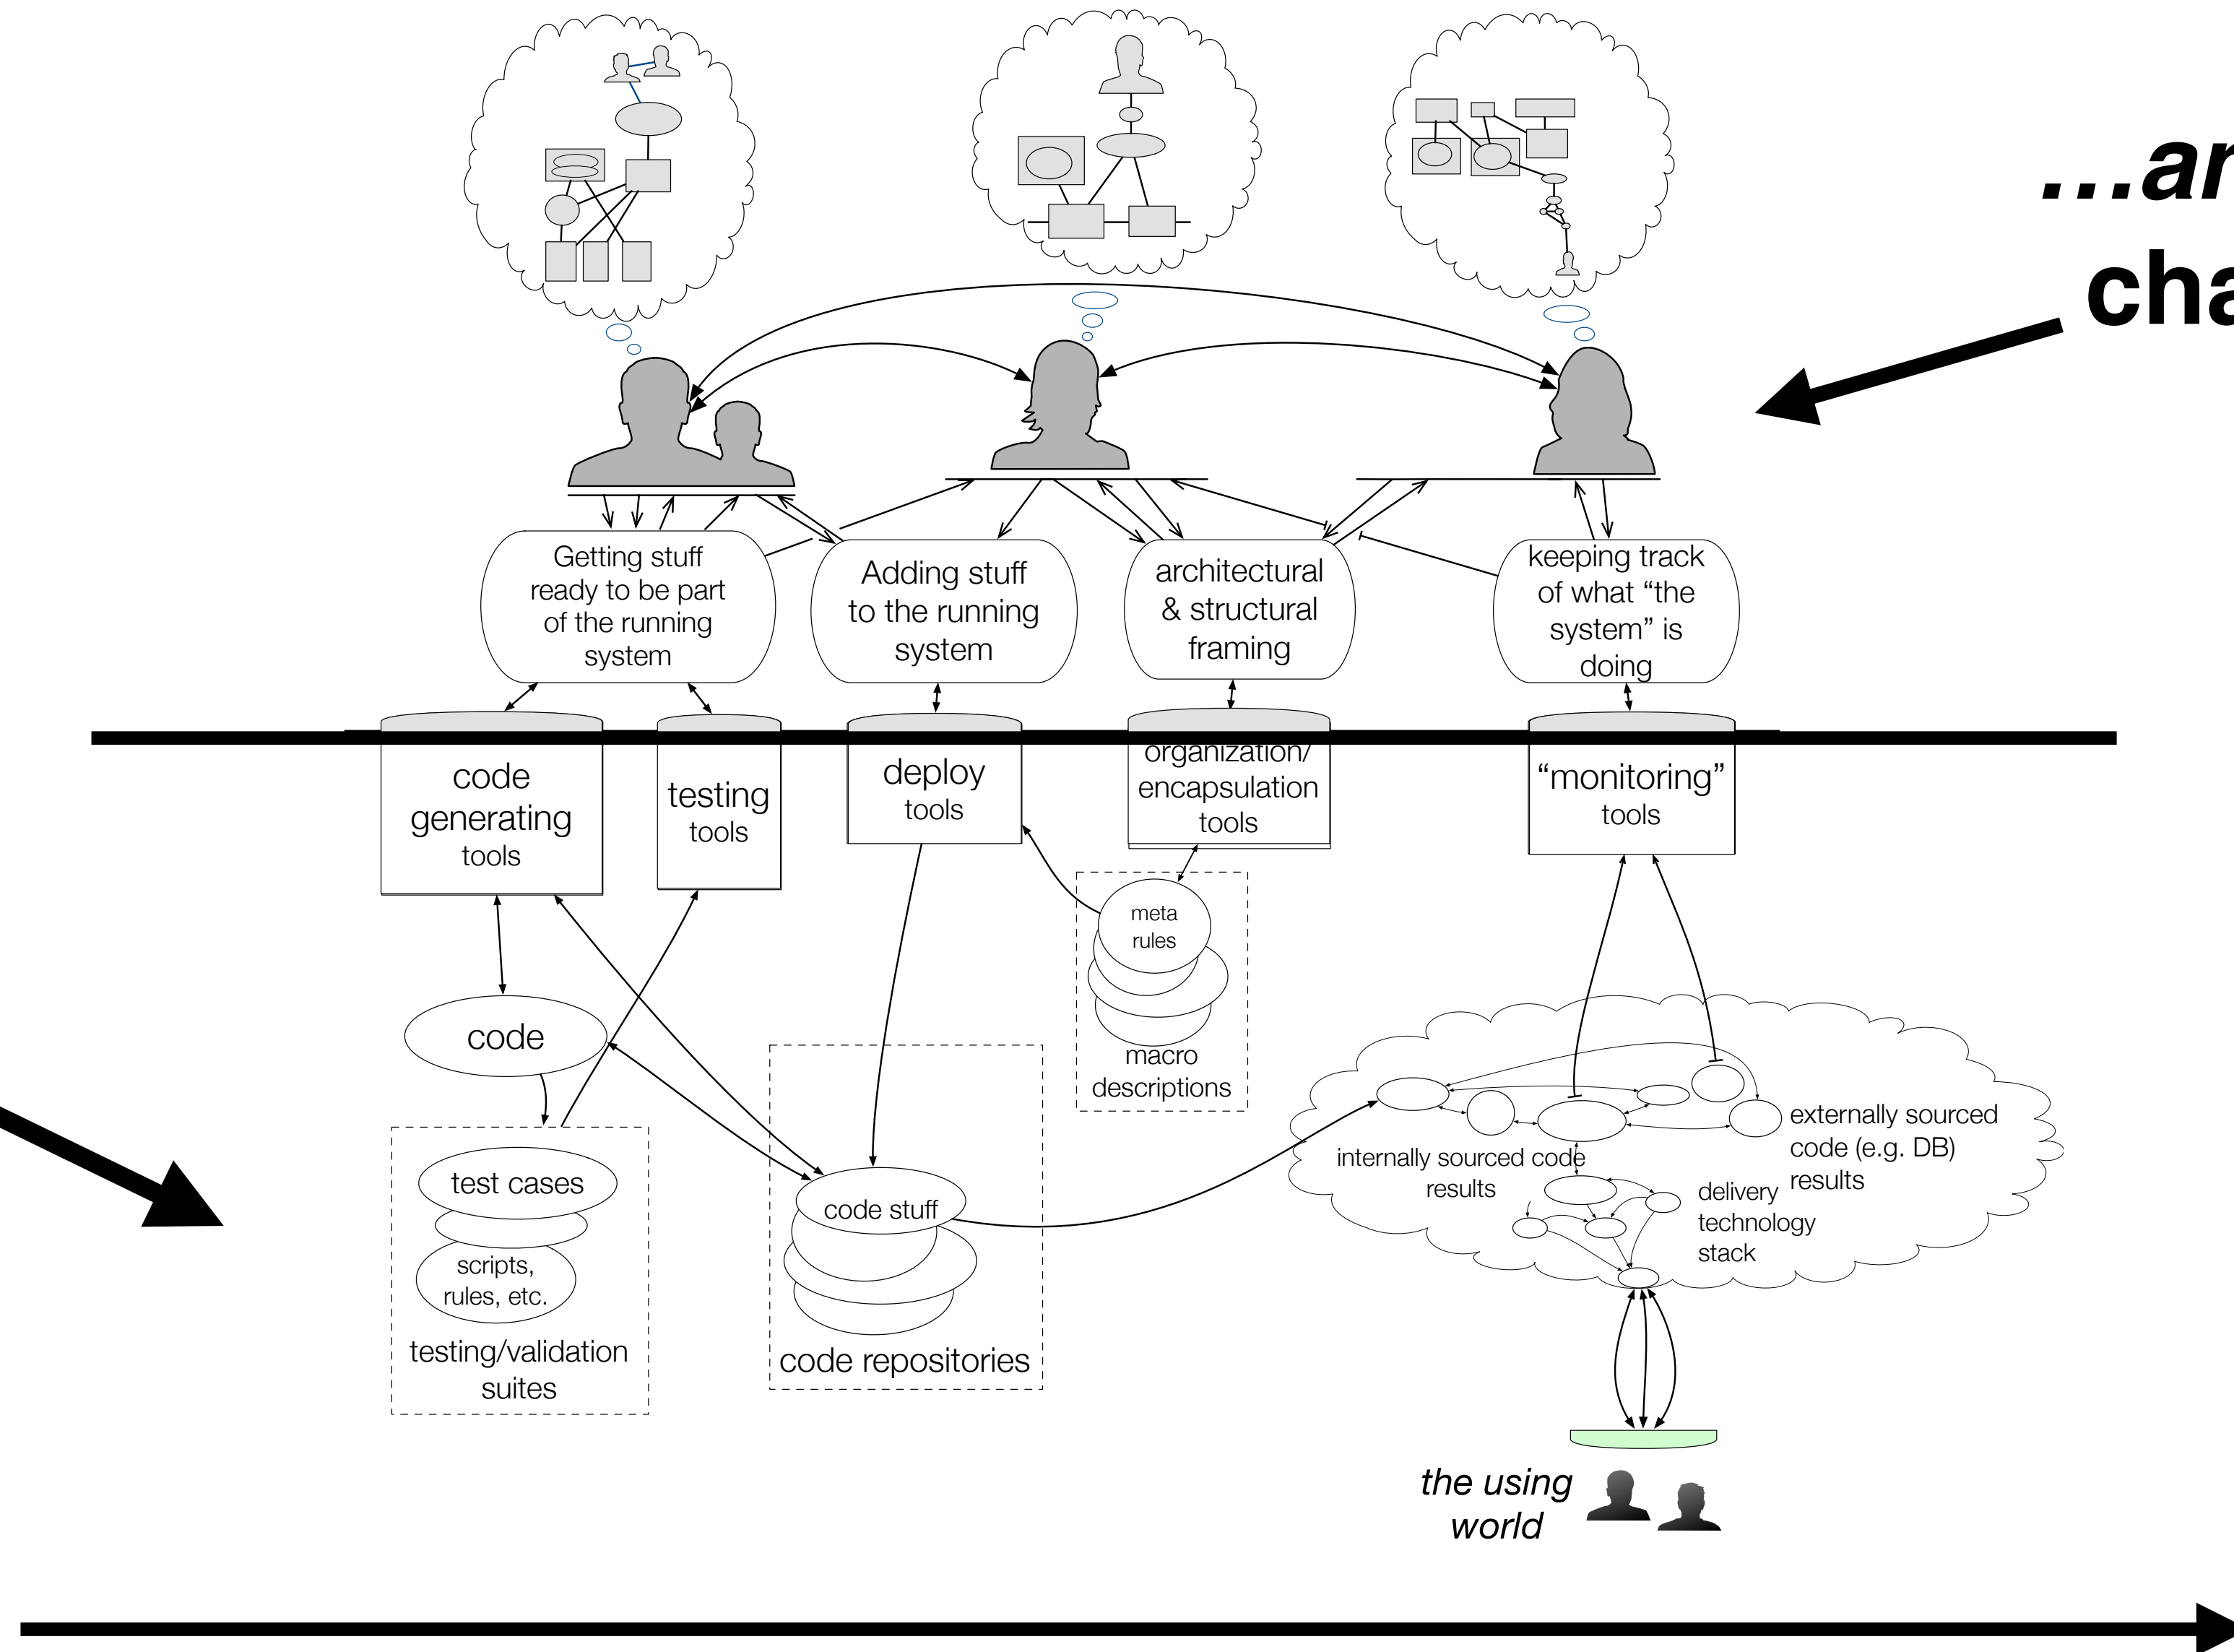 …ar
cha
Getting stuff
ready to be part
of the running
system
Adding stuff
to the running
system
architectural
& structural
framing
keeping track
of what “the
system” is
doing
code
generating
tools
testing
tools
deploy
tools
organization/
encapsulation
tools
“monitoring”
tools
meta
rules
macro
descriptions
code
test cases
scripts,
rules, etc.
testing/validation
suites
code stuff
code repositories
internally sourced code
results
externally sourced
code (e.g. DB)
results
delivery
technology
stack
the using
world